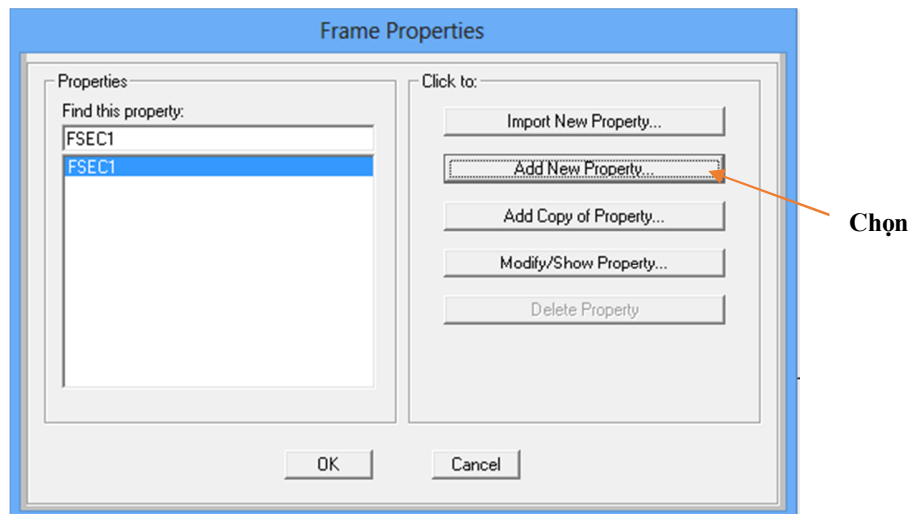 Frame Properties
Properties
Find this property:
FSEC1
FSEC1
Click to:
Import New Property...
Add New Property...
Add Copy of Property...
Modify/Show Property...
Delete Property
Chọn
OK
Cancel